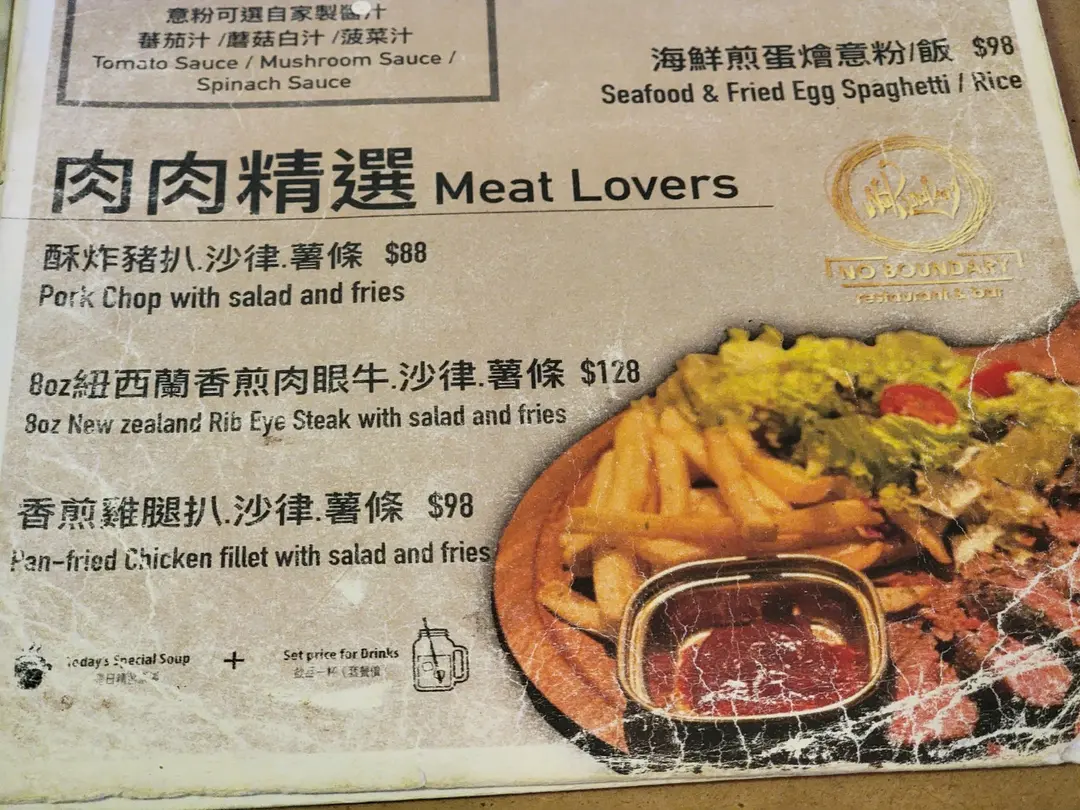 意粉可選自家製醬汁
蕃茄汁/蘑菇白汁/菠菜汁
Tomato Sauce / Mushroom Sauce /
Spinach Sauce
海鮮煎蛋燴意粉/飯 $98
Seafood & Fried Egg Spaghetti / Rice
肉肉精選 Meat Lovers
NO BOUNDARY
restaurant & bar
酥炸豬扒.沙律.薯條 $88
Pork Chop with salad and fries
8oz紐西蘭香煎肉眼牛.沙律.薯條 $128
8oz New zealand Rib Eye Steak with salad and fries
香煎雞腿扒.沙律.薯條 $98
Pan-fried Chicken fillet with salad and fries
Today's Special Soup + Set price for Drinks